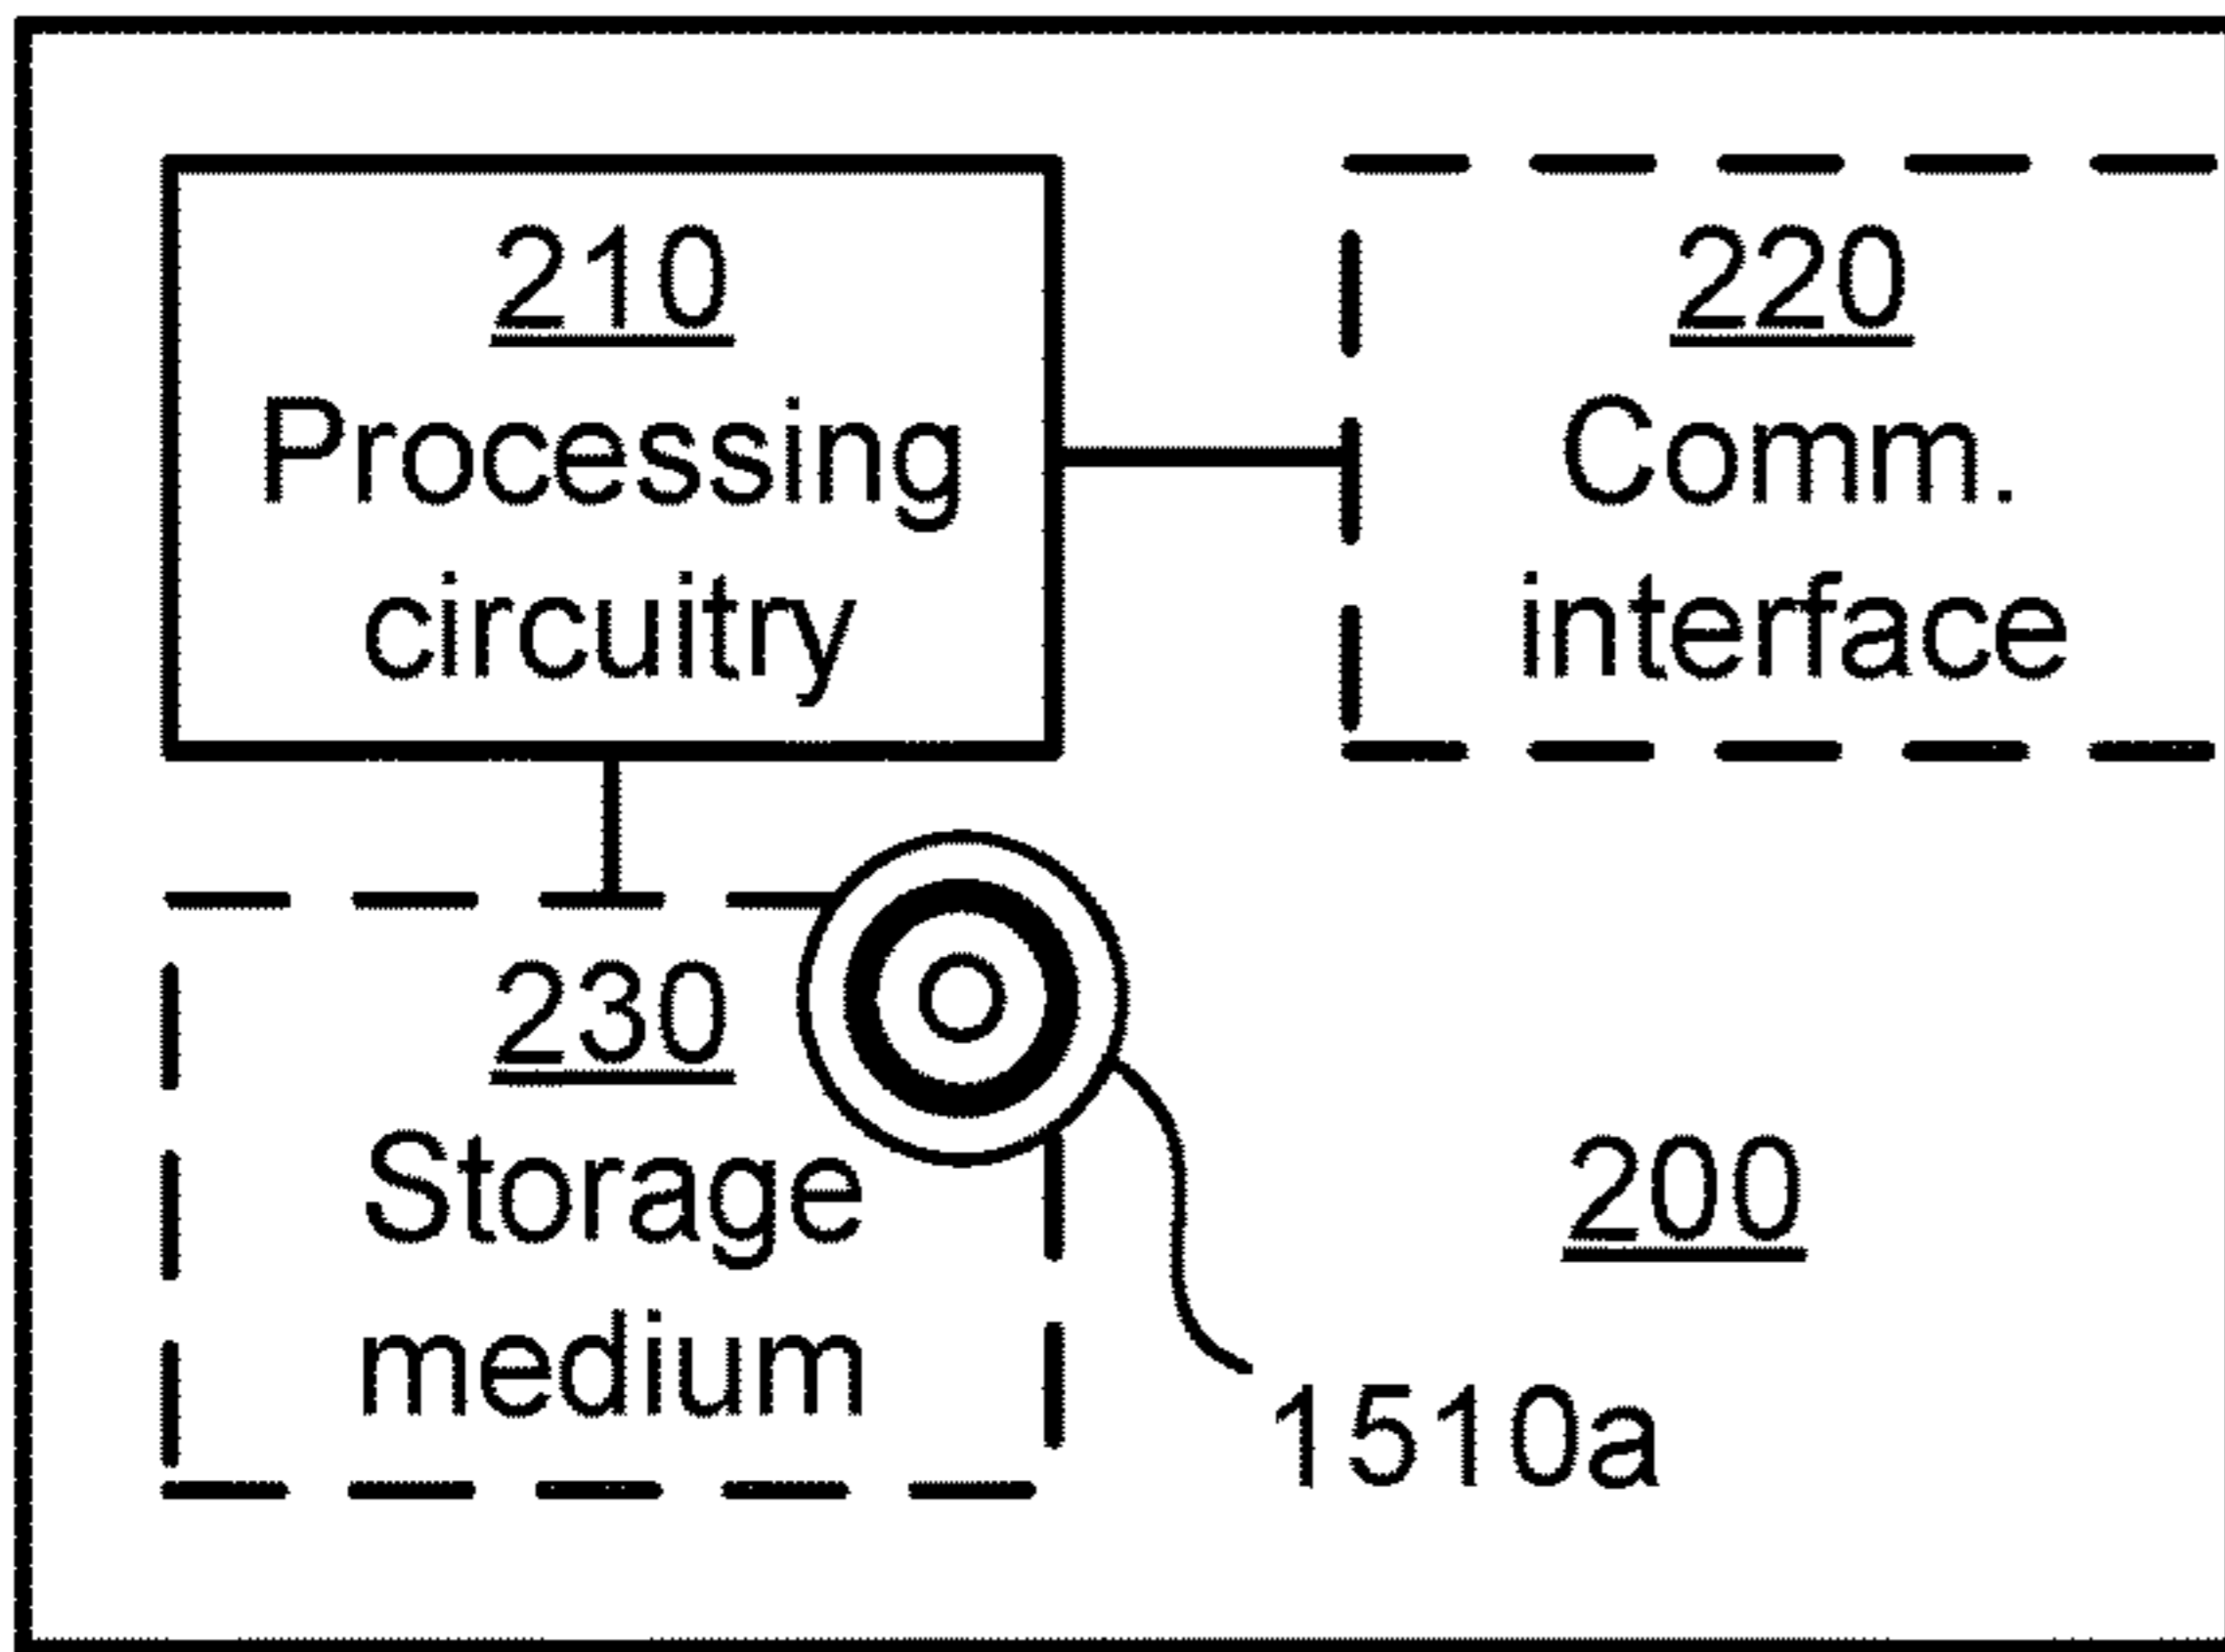 210
Processing
circuitry
220
Comm.
interface
230
Storage
medium
200
1510a